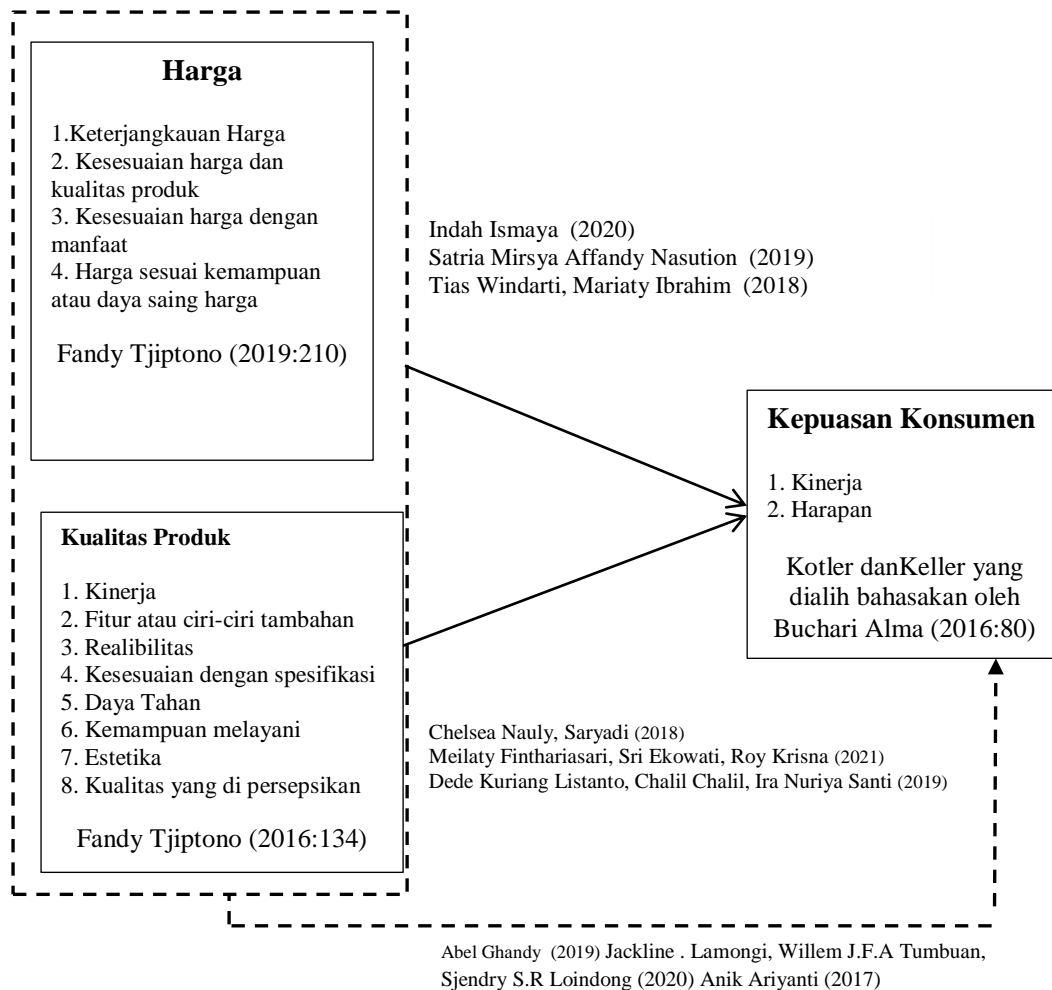 Harga
1.Keterjangkauan Harga
2. Kesesuaian harga dan
kualitas produk
3. Kesesuaian harga dengan
manfaat
4. Harga sesuai kemampuan
atau daya saing harga
Fandy Tjiptono (2019:210)
Indah Ismaya (2020)
Satria Mirsya Affandy Nasution (2019)
Tias Windarti, Mariaty Ibrahim (2018)
Kepuasan Konsumen
1. Kinerja
2. Harapan
Kotler danKeller yang
dialih bahasakan oleh
Buchari Alma (2016:80)
Kualitas Produk
1. Kinerja
2. Fitur atau ciri-ciri tambahan
3. Realibilitas
4. Kesesuaian dengan spesifikasi
5. Daya Tahan
6. Kemampuan melayani
7. Estetika
8. Kualitas yang di persepsikan
Fandy Tjiptono (2016:134)
Chelsea Nauly, Saryadi (2018)
Meilaty Finthariasari, Sri Ekowati, Roy Krisna (2021)
Dede Kuriang Listanto, Chalil Chalil, Ira Nuriya Santi (2019)
Abel Ghandy (2019) Jackline . Lamongi, Willem J.F.A Tumbuan,
Sjendry S.R Loindong (2020) Anik Ariyanti (2017)